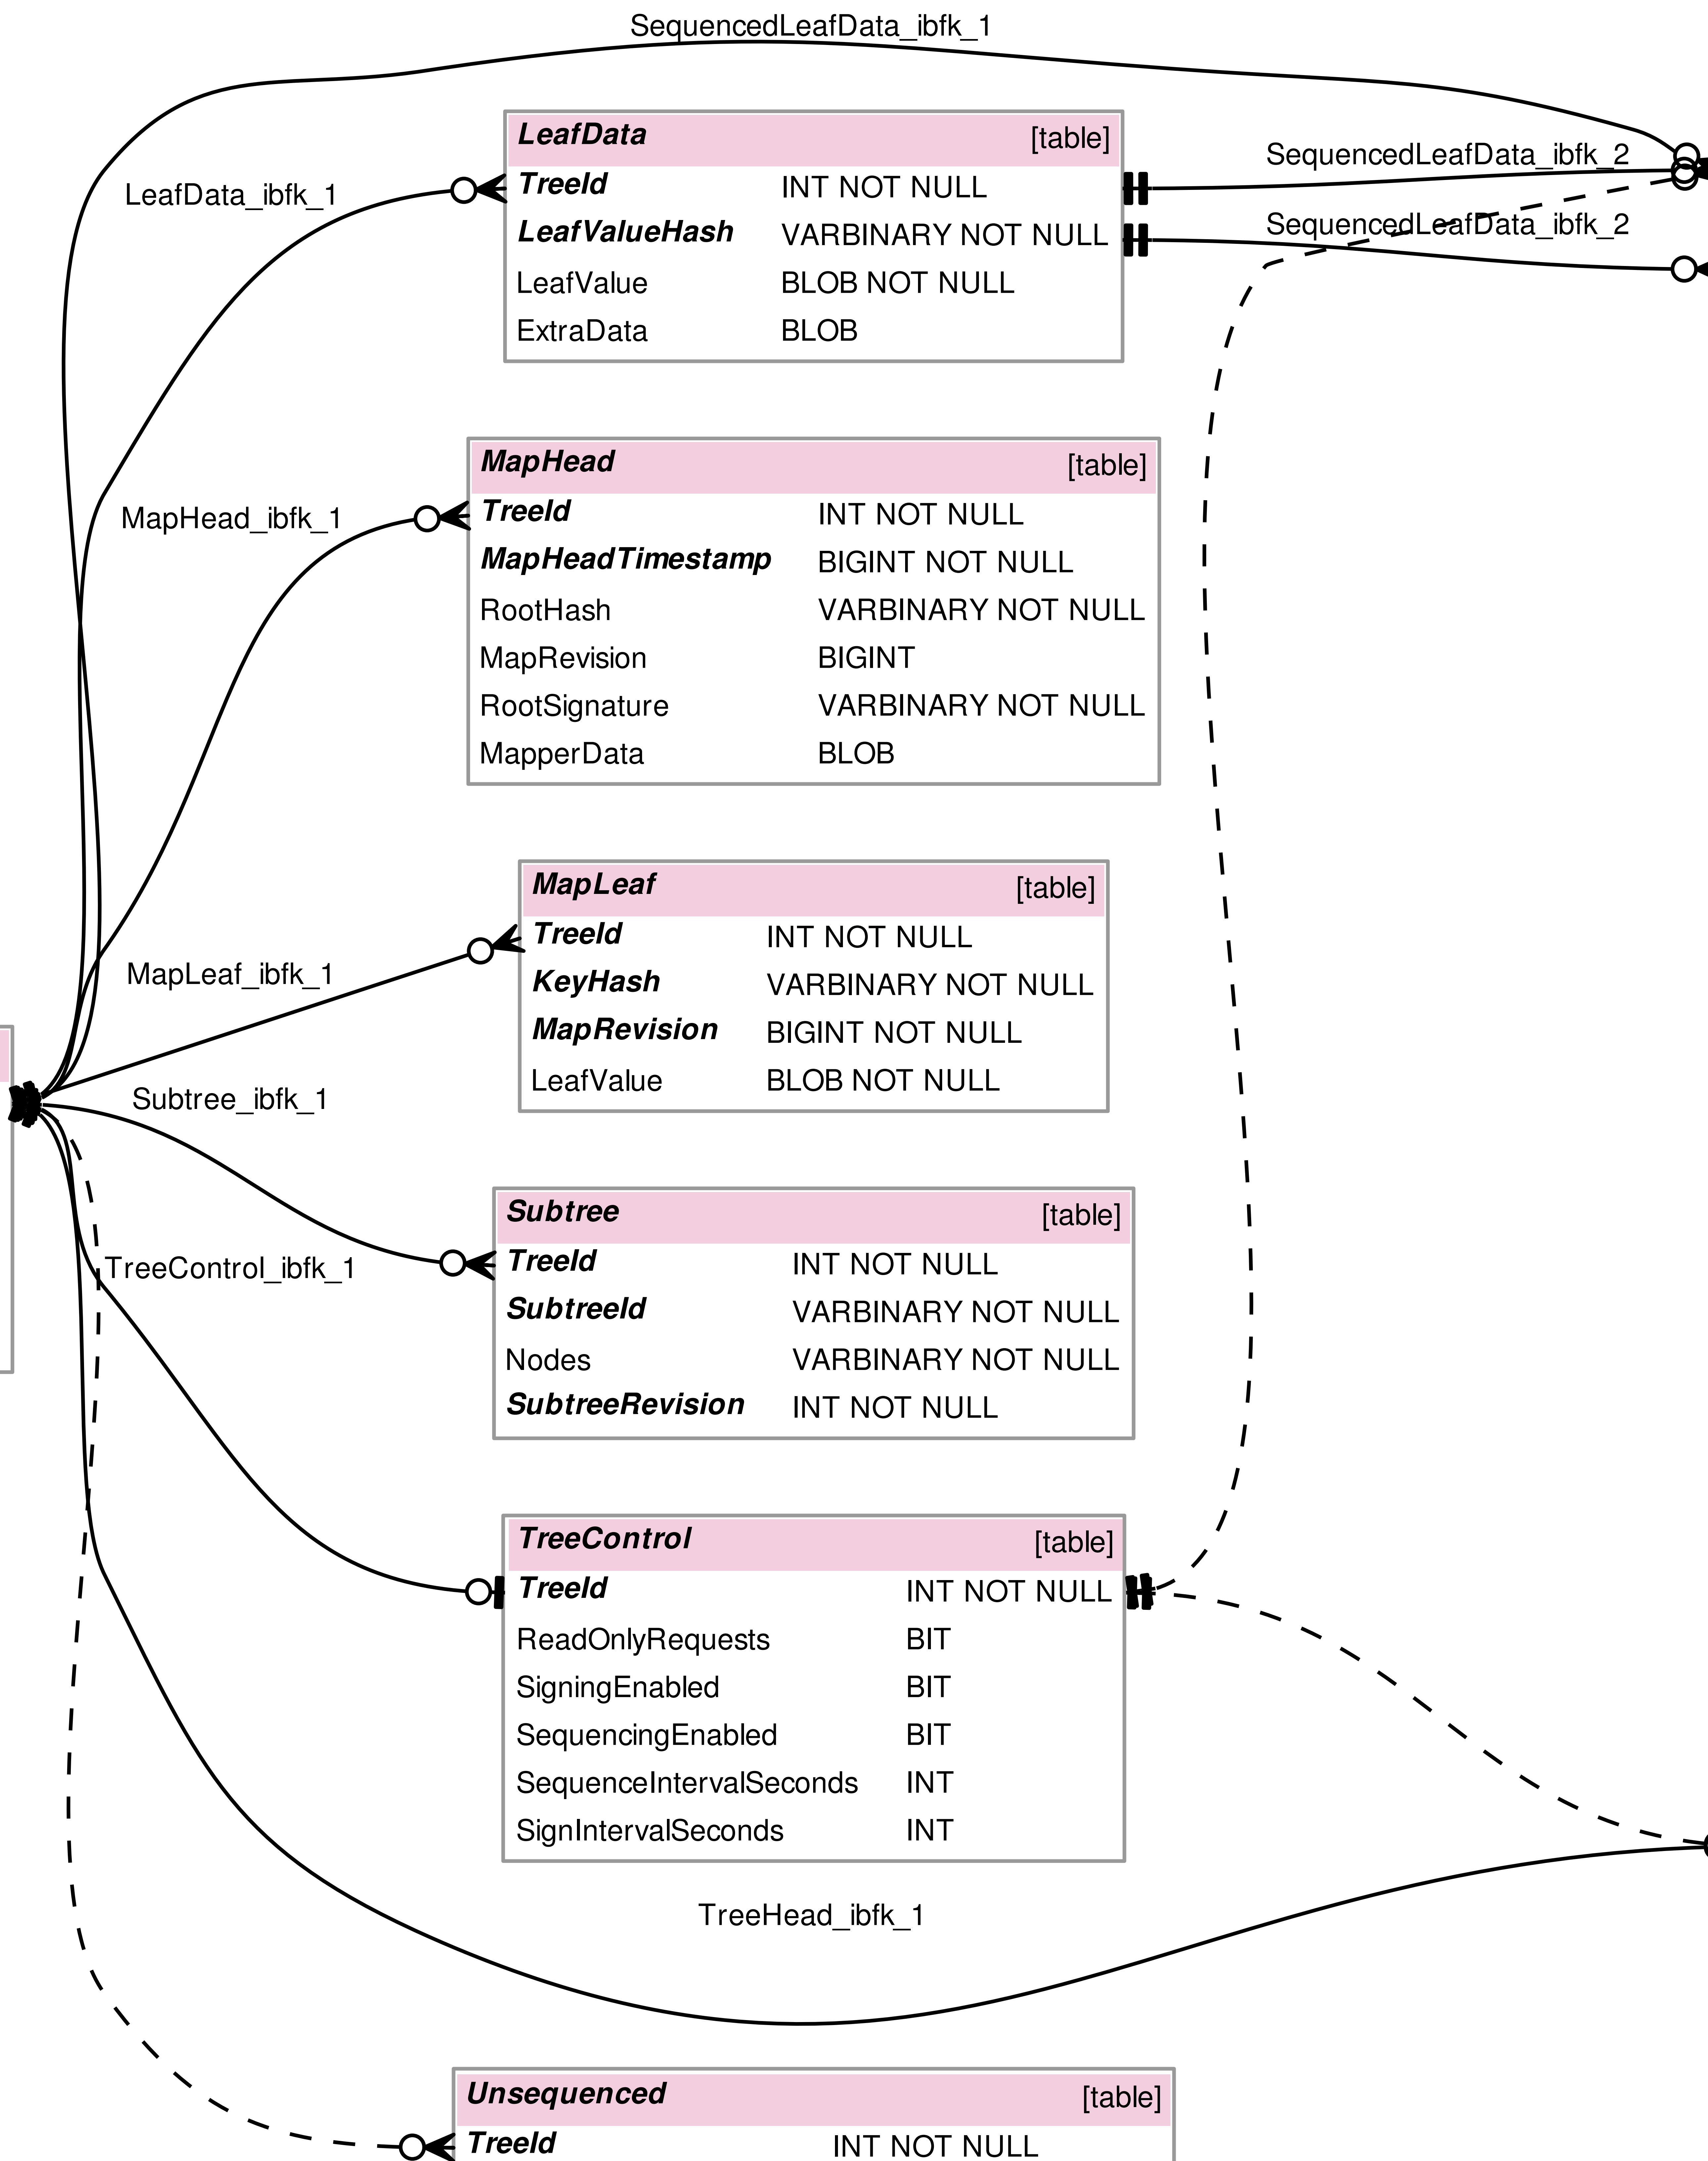 SequencedLeafData_ibfk_1
LeafData [table]
SequencedLeafData_ibfk_2
LeafData_ibfk_1
TreeId INT NOT NULL
LeafValueHash VARBINARY NOT NULL
SequencedLeafData_ibfk_2
LeafValue BLOB NOT NULL
ExtraData BLOB
MapHead [table]
MapHead_ibfk_1
TreeId INT NOT NULL
MapHeadTimestamp BIGINT NOT NULL
RootHash VARBINARY NOT NULL
MapRevision BIGINT
RootSignature VARBINARY NOT NULL
MapperData BLOB
MapLeaf [table]
TreeId INT NOT NULL
MapLeaf_ibfk_1
KeyHash VARBINARY NOT NULL
MapRevision BIGINT NOT NULL
LeafValue BLOB NOT NULL
Subtree_ibfk_1
Subtree [table]
TreeId INT NOT NULL
TreeControl_ibfk_1
SubtreeId VARBINARY NOT NULL
Nodes VARBINARY NOT NULL
SubtreeRevision INT NOT NULL
TreeControl [table]
TreeId INT NOT NULL
ReadOnlyRequests BIT
SigningEnabled BIT
SequencingEnabled BIT
SequenceIntervalSeconds INT
SignIntervalSeconds INT
TreeHead_ibfk_1
Unsequenced [table]
TreeId INT NOT NULL